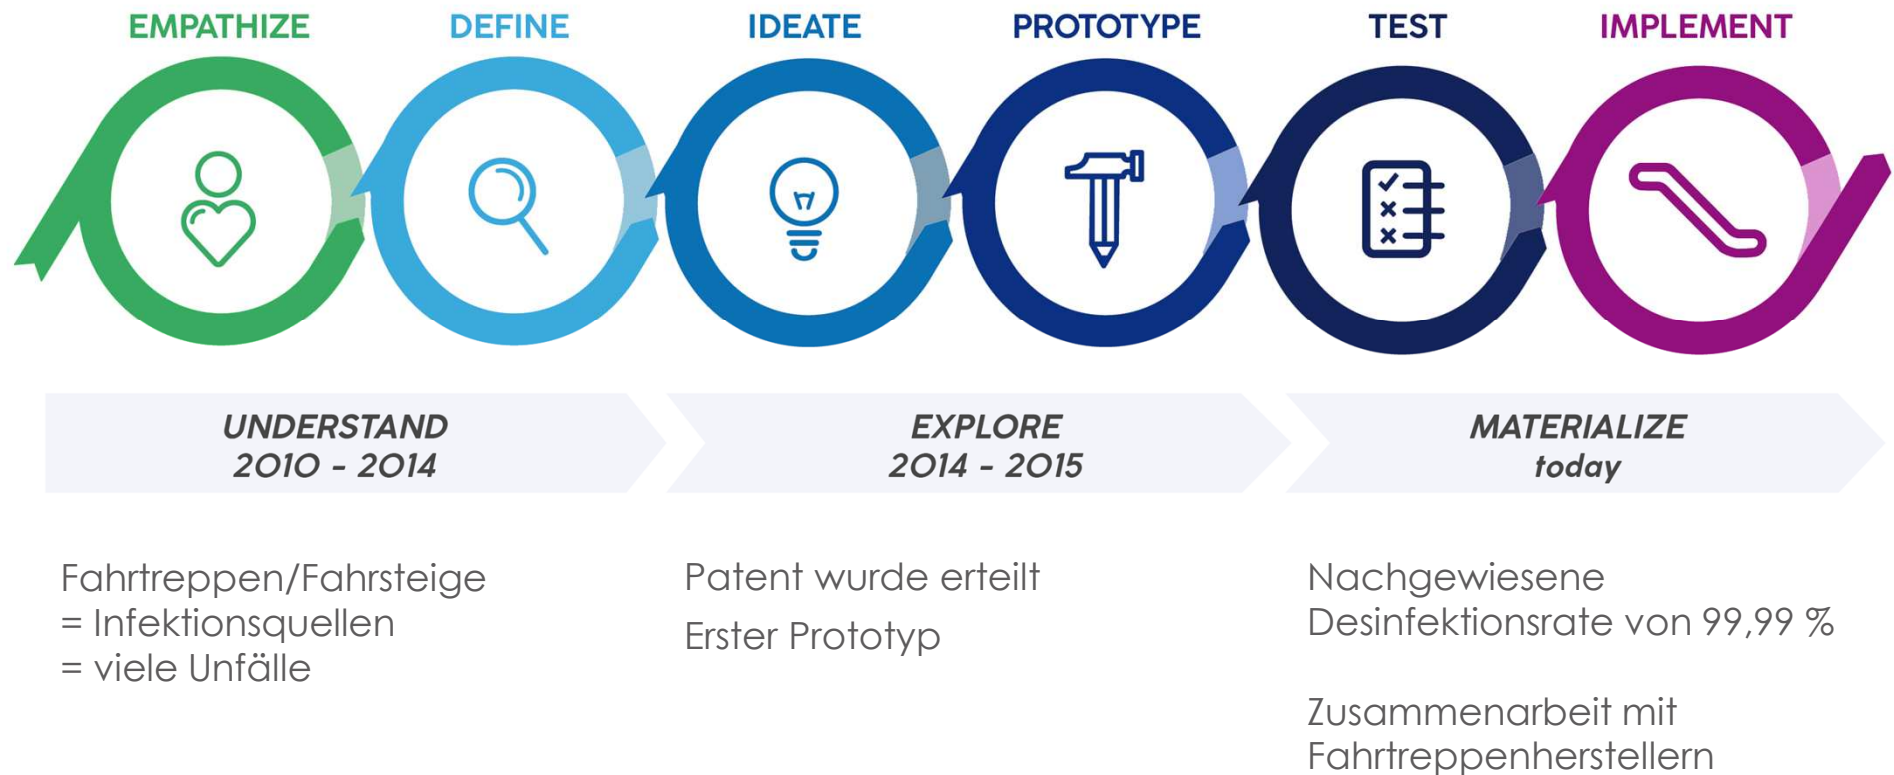 EMPATHIZE DEFINE IDEATE PROTOTYPE TEST IMPLEMENT
UNDERSTAND
2010 - 2014
EXPLORE
2014 - 2015
MATERIALIZE
today
Fahrtreppen/Fahrsteige
= Infektionsquellen
= viele Unfälle
Patent wurde erteilt
Erster Prototyp
Nachgewiesene
Desinfektionsrate von 99,99 %
Zusammenarbeit mit
Fahrtreppenherstellern